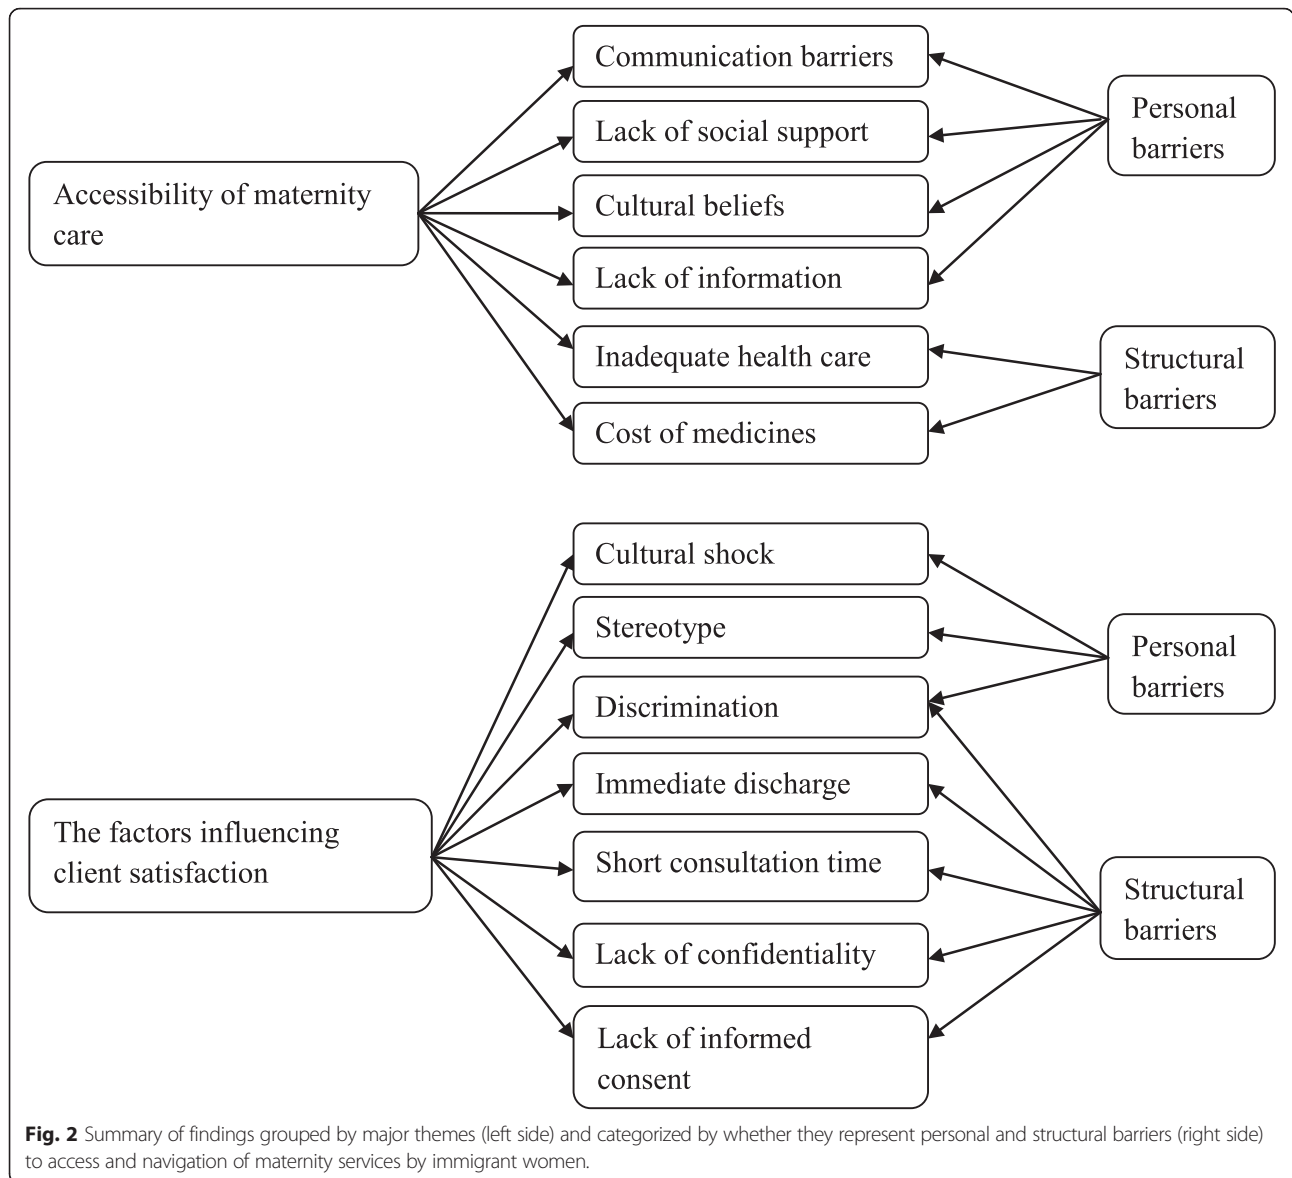 Communication barriers
Lack of social support
Cultural beliefs
Lack of information
Inadequate health care
Cost of medicines
Accessibility of maternity
care
Personal
barriers
Structural
barriers
Cultural shock
Stereotype
Discrimination
Immediate discharge
Short consultation time
Lack of confidentiality
Lack of informed
consent
The factors influencing
client satisfaction
Personal
barriers
Structural
barriers
Fig. 2 Summary of findings grouped by major themes (left side) and categorized by whether they represent personal and structural barriers (right side)
to access and navigation of maternity services by immigrant women.